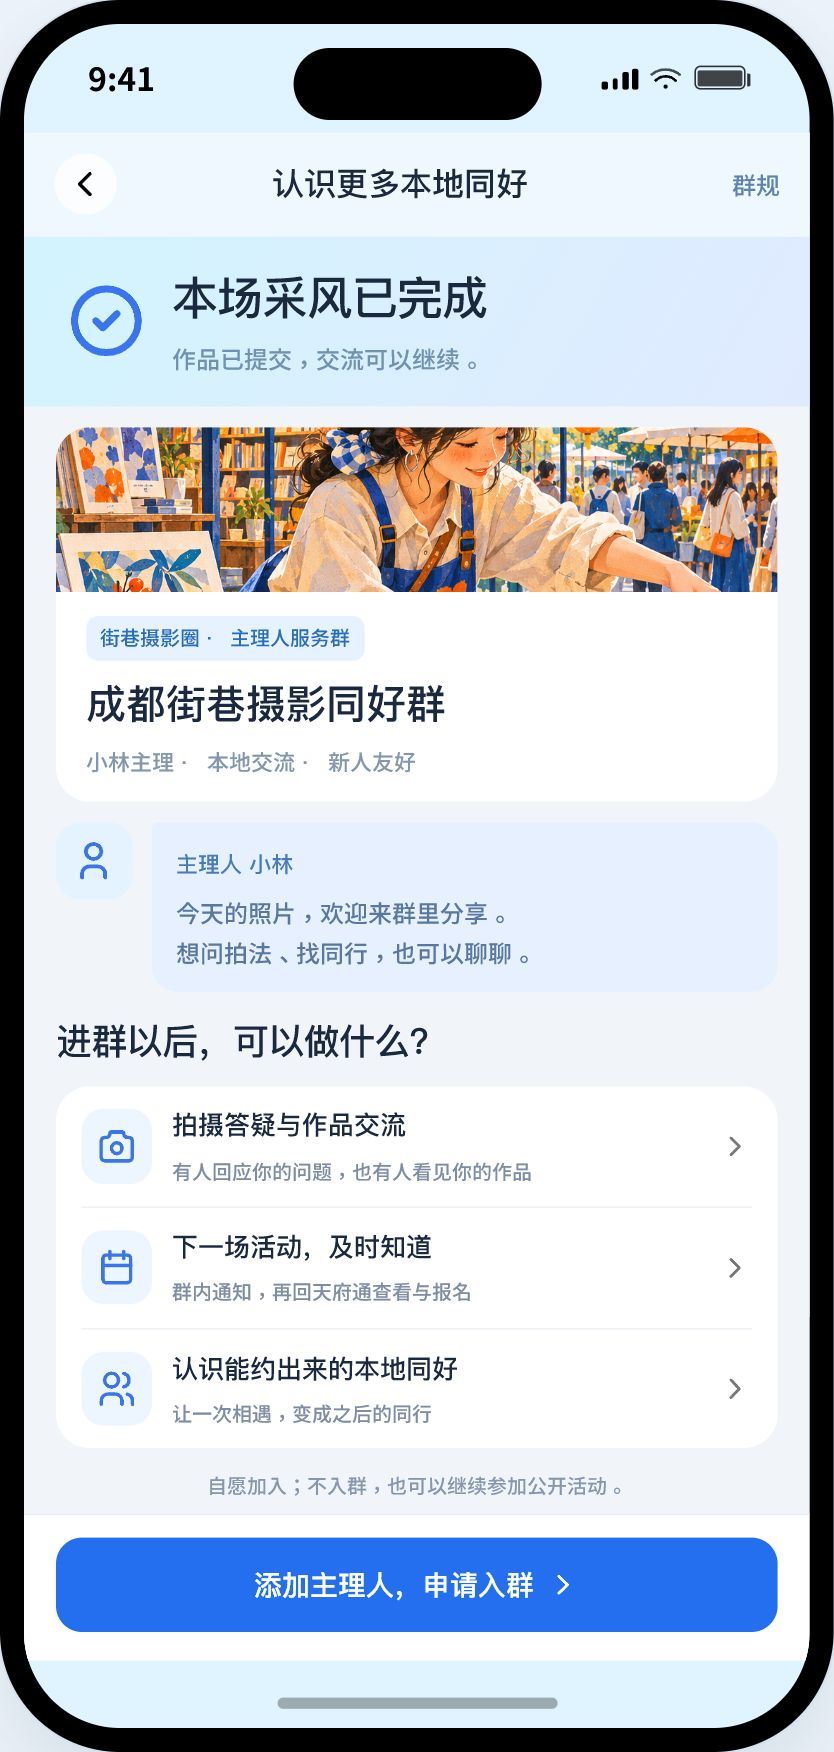 9:41
认识更多本地同好
群规
本场采风已完成
作品已提交，交流可以继续。
街巷摄影圈 · 主理人服务群
成都街巷摄影同好群
小林主理 · 本地交流 · 新人友好
主理人 小林
今天的照片，欢迎来群里分享。
想问拍法、找同行，也可以聊聊。
进群以后，可以做什么？
拍摄答疑与作品交流
有人回应你的问题，也有人看见你的作品
下一场活动，及时知道
群内通知，再回天府通查看与报名
认识能约出来的本地同好
让一次相遇，变成之后的同行
自愿加入；不入群，也可以继续参加公开活动。
添加主理人，申请入群